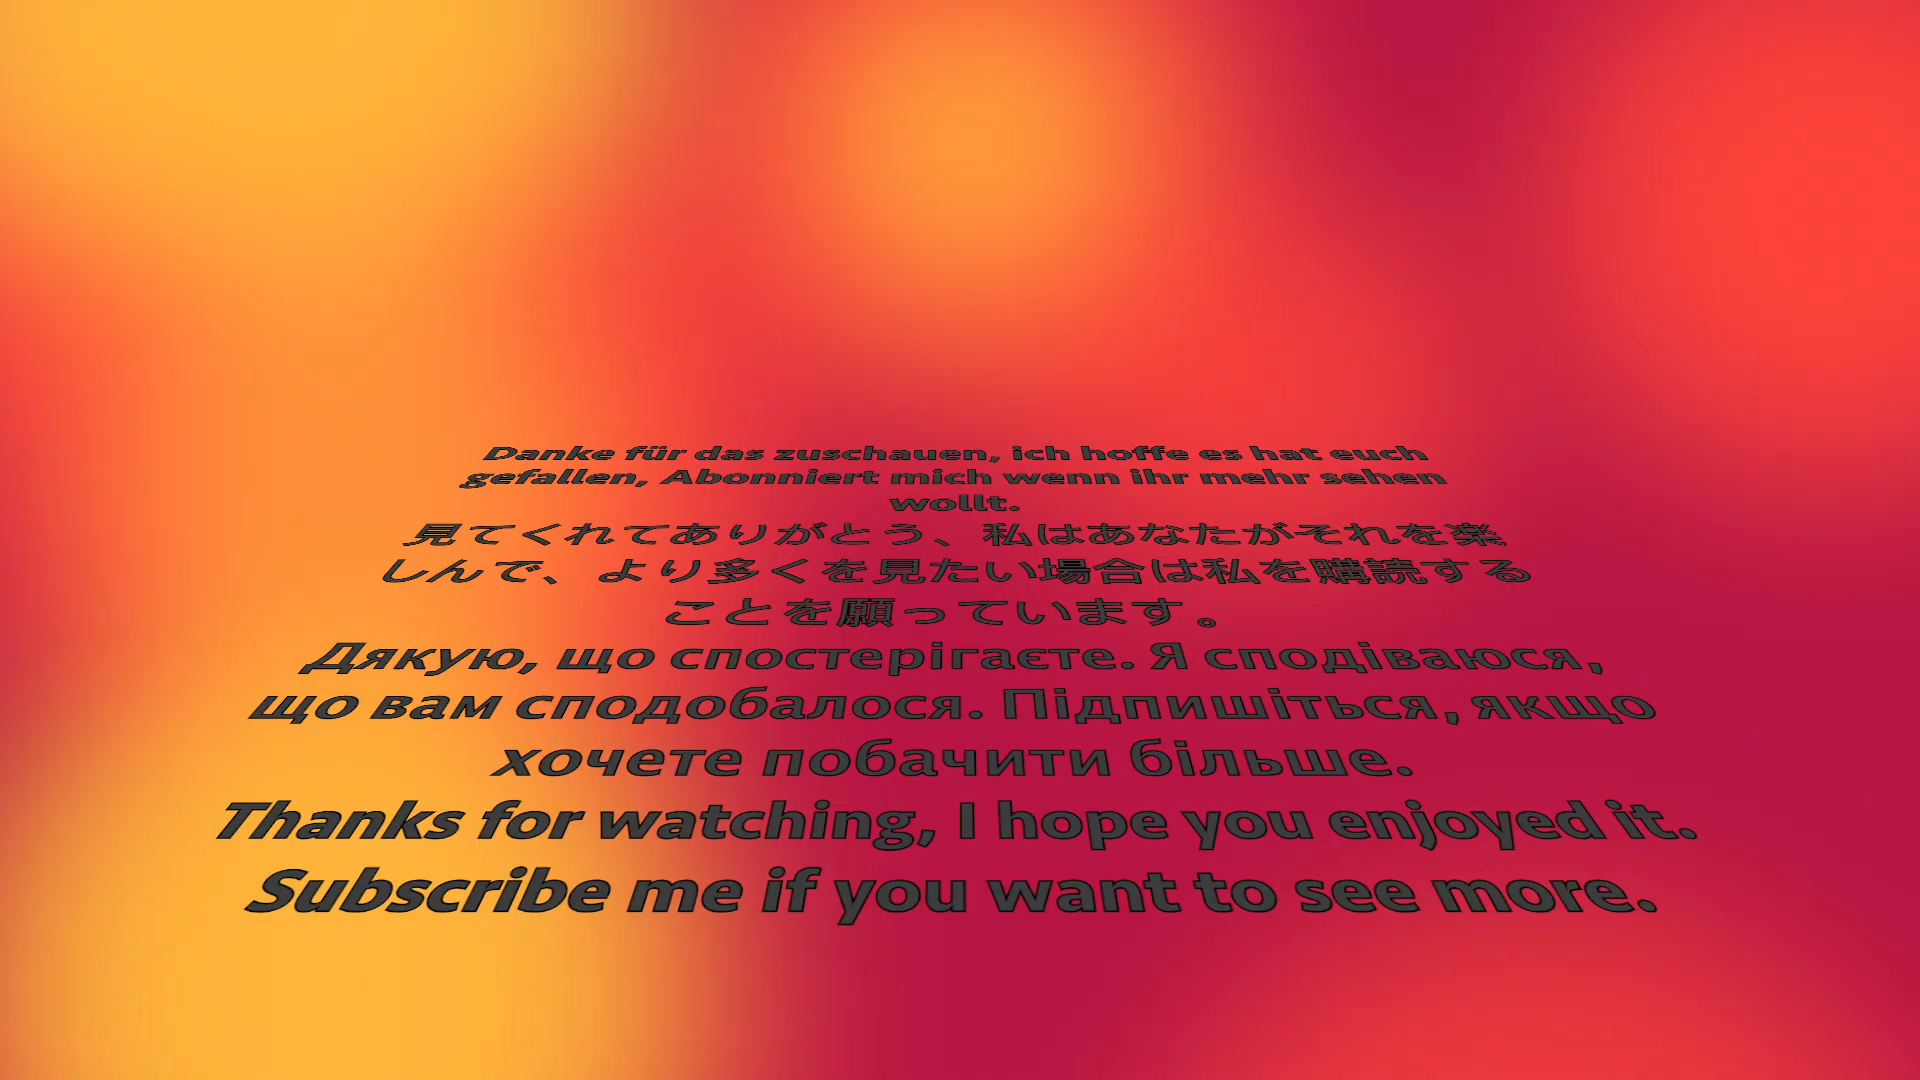 Danke für das zuschauen, ich hoffe es hat euch
gefallen, Abonniert mich wenn ihr mehr sehen
wollt.
見てくれてありがとう、私はあなたがそれを楽
しんで、より多くを見たい場合は私を購読する
ことを願っています。
Дякую, що спостерігаєте. Я сподіваюся,
що вам сподобалося. Підпишіться, якщо
хочете побачити більше.
Thanks for watching, I hope you enjoyed it.
Subscribe me if you want to see more.